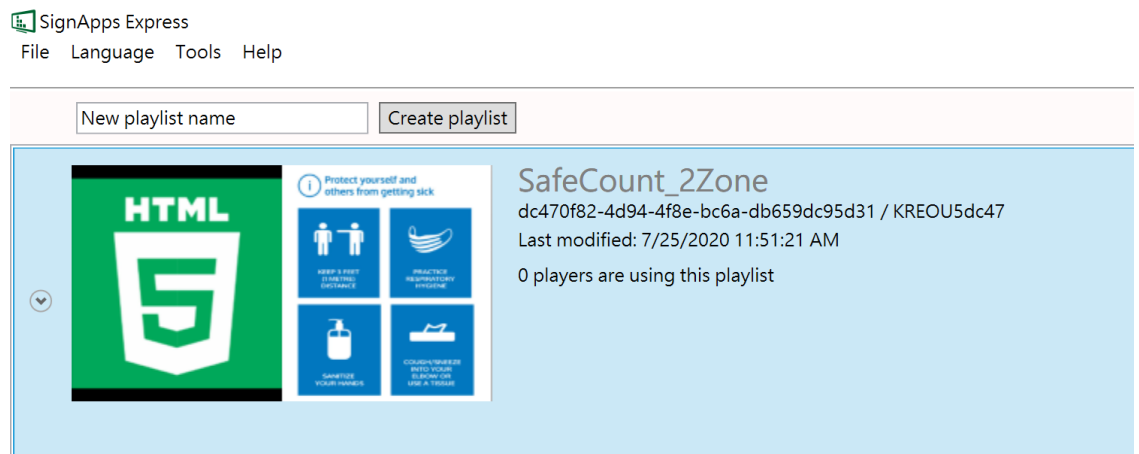 SignApps Express
File Language Tools Help
New playlist name
Create playlist
HTML
5
i
Protect yourself and
others from getting sick
KEEP 3 FEET
(1 METRE)
DISTANCE
PRACTICE
RESPIRATORY
HYGIENE
SANITIZE
YOUR HANDS
COUGH/SNEEZE
INTO YOUR
ELBOW OR
USE A TISSUE
SafeCount_2Zone
dc470f82-4d94-4f8e-bc6a-db659dc95d31 / KREOU5dc47
Last modified: 7/25/2020 11:51:21 AM
0 players are using this playlist